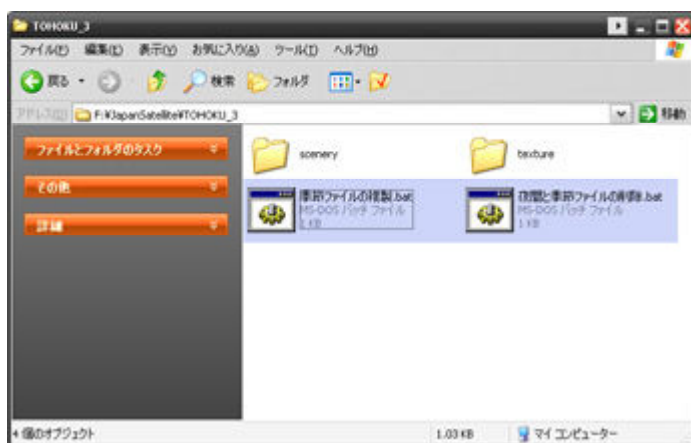 TOHOKU_3
ファイル(F) 編集(E) 表示(V) お気に入り(A) ツール(T) ヘルプ(H)
戻る 検索 フォルダ
アドレス(D) F:¥JapanSatellite¥TOHOKU_3 移動
ファイルとフォルダのタスク
その他
詳細
scenery
texture
季節ファイルの複製.bat
MS-DOS バッチ ファイル
1 KB
夜間と季節ファイルの削除.bat
MS-DOS バッチ ファイル
1 KB
4 個のオブジェクト 1.03 KB マイ コンピューター